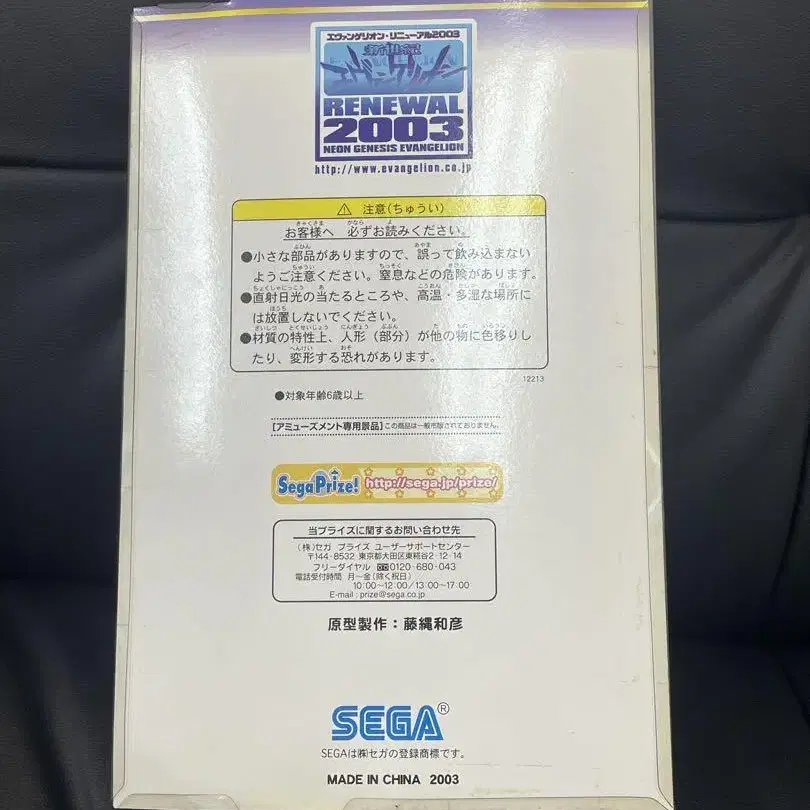 エヴァンゲリオン・リニューアル2003
新世紀
エヴァンゲリオン
RENEWAL
2003
NEON GENESIS EVANGELION
http://www.evangelion.co.jp
注意(ちゅうい)
お客様へ 必ずお読みください。
●小さな部品がありますので、誤って飲み込まない
ようご注意ください。窒息などの危険があります。
●直射日光の当たるところや、高温・多湿な場所に
は放置しないでください。
●材質の特性上、人形（部分）が他の物に色移りし
たり、変形する恐れがあります。
12213
●対象年齢6歳以上
[アミューズメント専用景品]この商品は一般市販されておりません。
SegaPrize! http://sega.jp/prize/
当プライズに関するお問い合わせ先
(株)セガ プライズ ユーザーサポートセンター
〒144-8532 東京都大田区東糀谷2-12-14
フリーダイヤル 0120-680-043
電話受付時間 月～金(除く祝日)
10:00～12:00/13:00～17:00
E-mail : prize@sega.co.jp
原型製作：藤縄和彦
SEGA®
SEGAは㈱セガの登録商標です。
MADE IN CHINA 2003